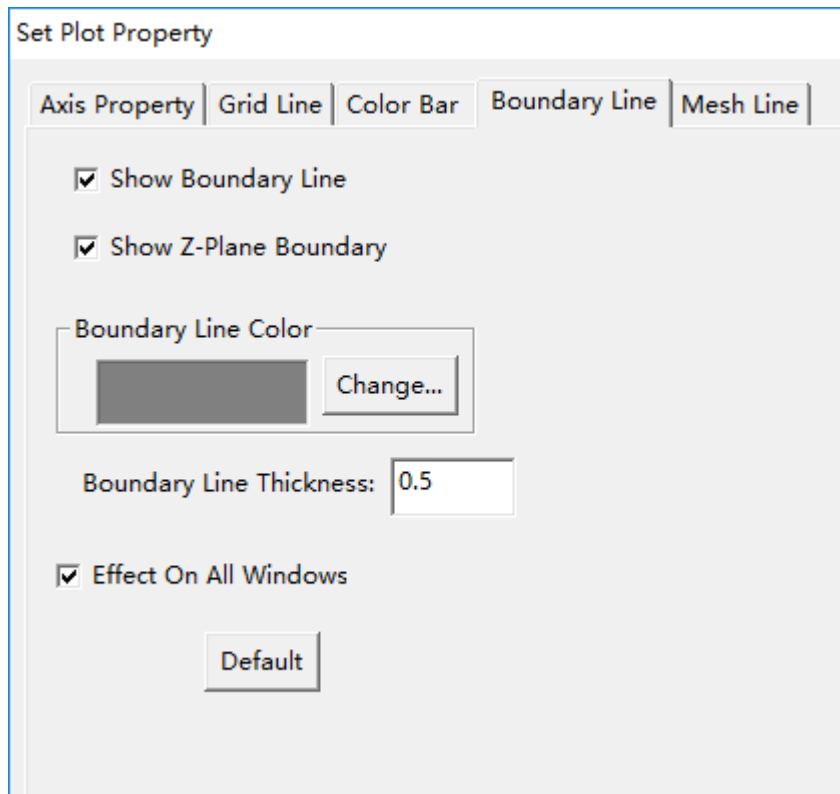 Set Plot Property
Axis Property Grid Line Color Bar Boundary Line Mesh Line
Show Boundary Line
Show Z-Plane Boundary
Boundary Line Color
Change...
Boundary Line Thickness: 0.5
Effect On All Windows
Default